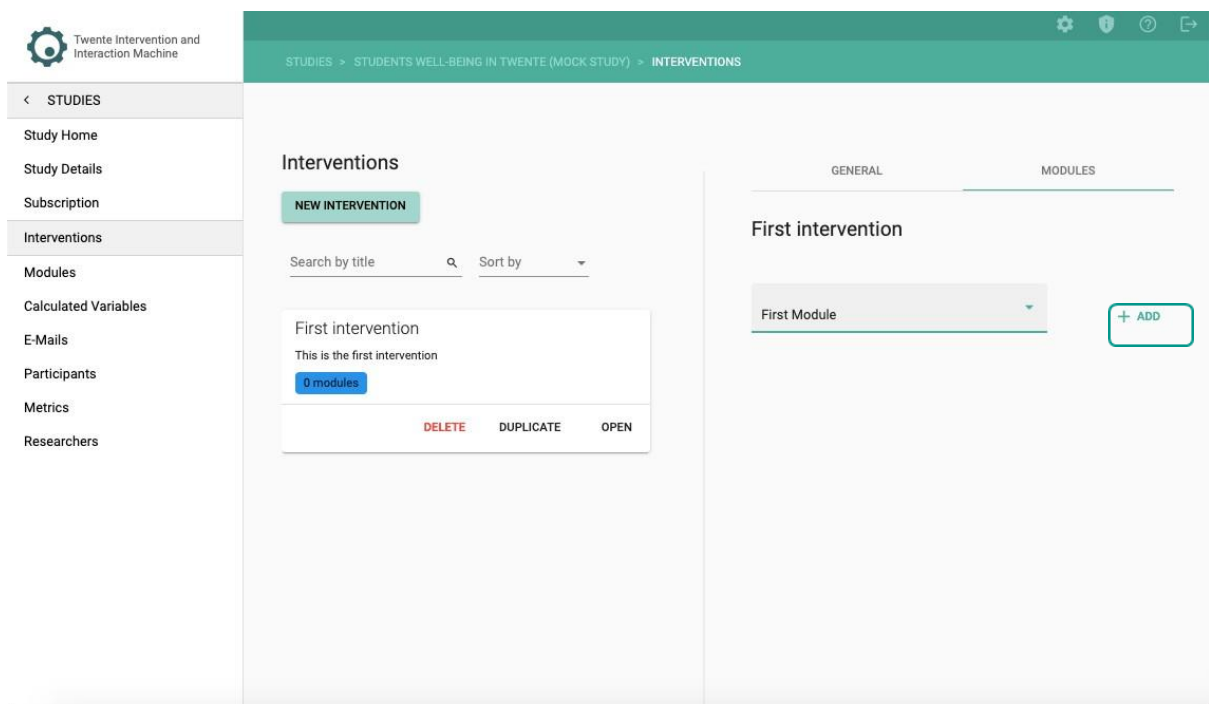 Twente Intervention and
Interaction Machine
STUDIES > STUDENTS WELL-BEING IN TWENTE (MOCK STUDY) > INTERVENTIONS
< STUDIES
Study Home
Study Details
Subscription
Interventions
Modules
Calculated Variables
E-Mails
Participants
Metrics
Researchers
Interventions
NEW INTERVENTION
Search by title
Sort by
First intervention
This is the first intervention
0 modules
DELETE DUPLICATE OPEN
GENERAL MODULES
First intervention
First Module
+ ADD